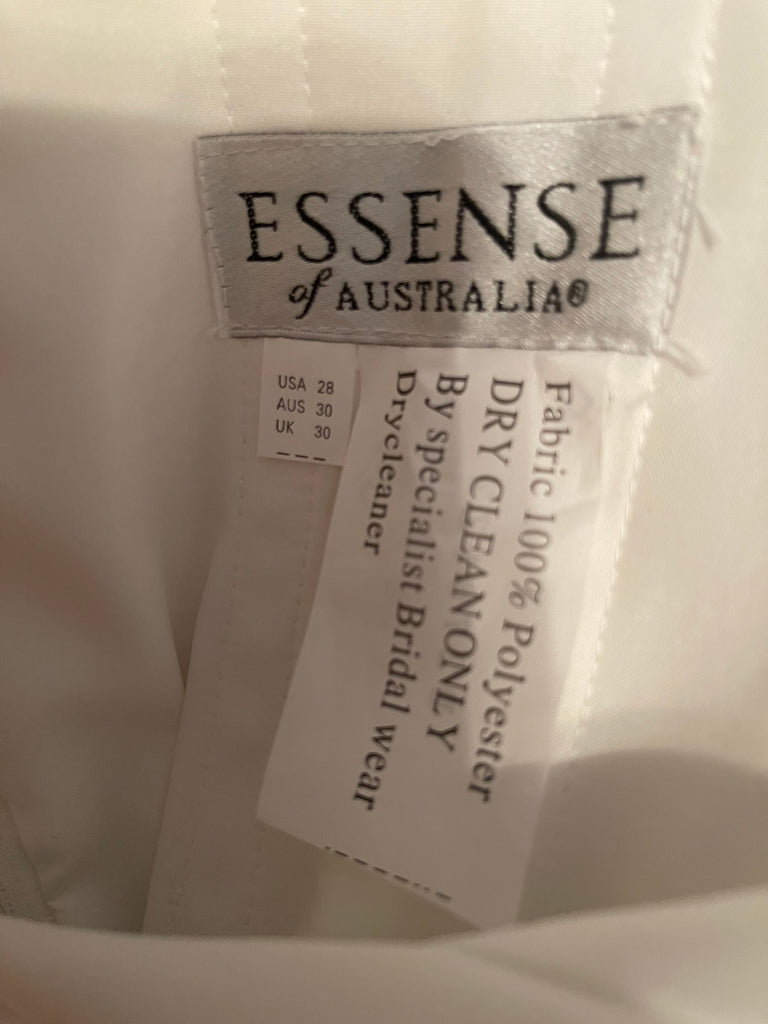 ESSENSE
of AUSTRALIA®
USA 28
AUS 30
UK 30
Fabric 100% Polyester
DRY CLEAN ONLY
By specialist Bridal wear
Drycleaner